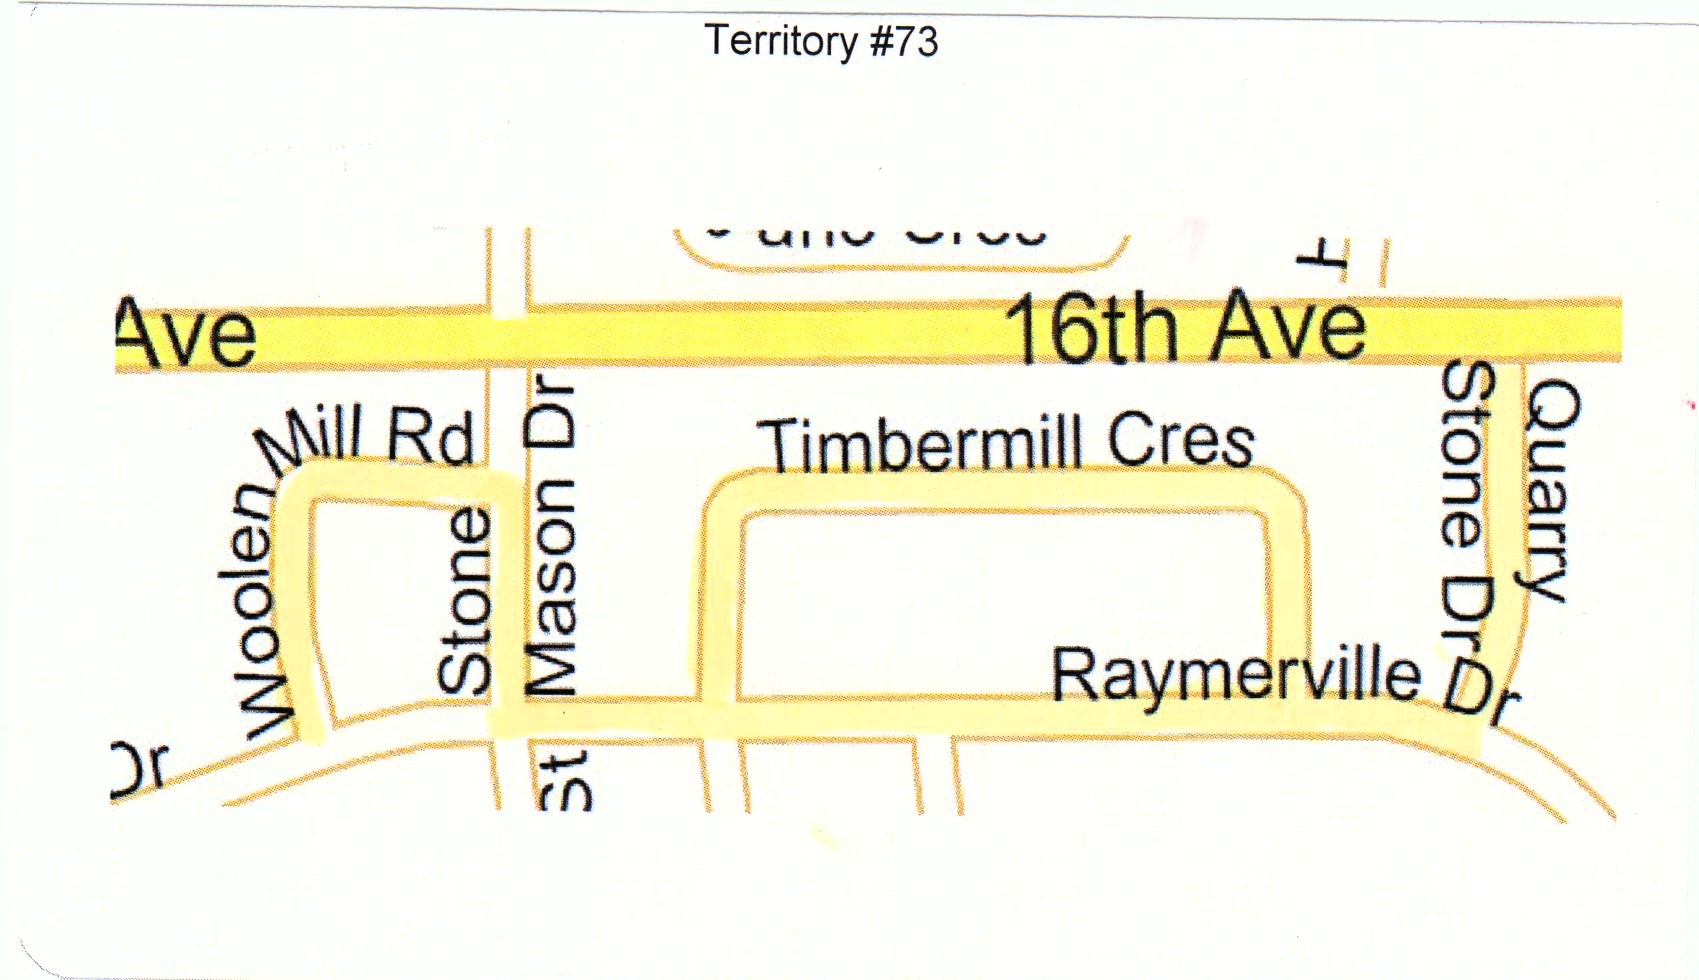 Territory #73
Ave
16th Ave
Woolen Mill Rd
Stone Mason Dr
Timbermill Cres
Quarry Stone Dr
Raymerville Dr
Dr
St